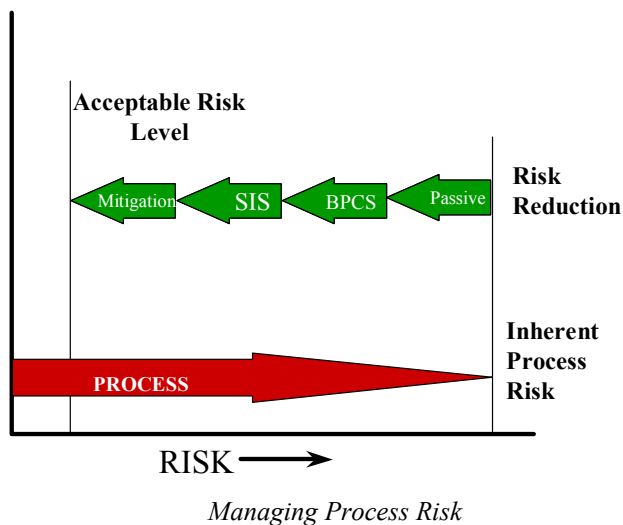 Acceptable Risk
Level
Mitigation
SIS
BPCS
Passive
Risk
Reduction
Inherent
Process
Risk
PROCESS
RISK
Managing Process Risk